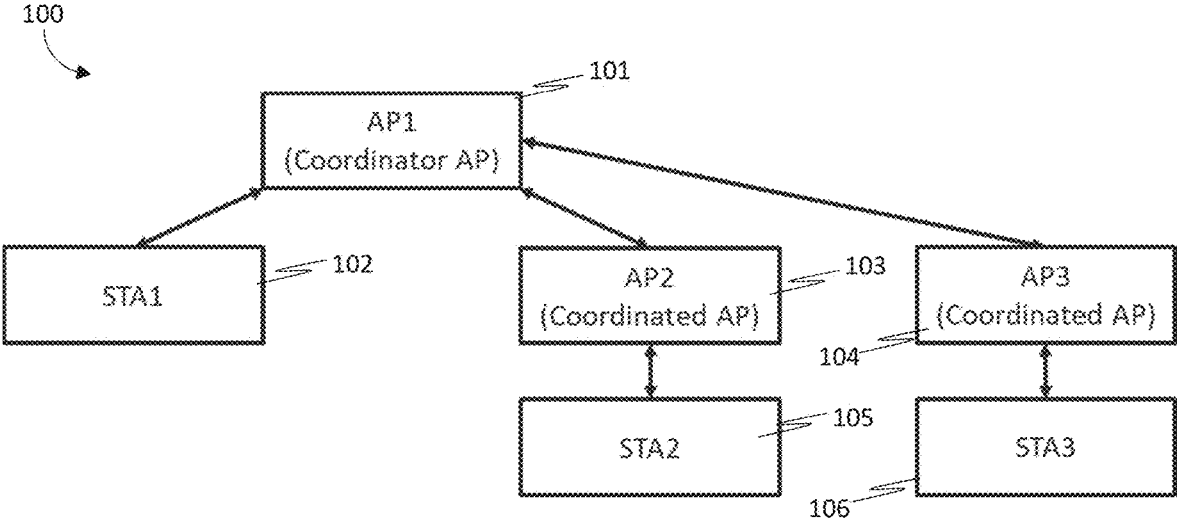 100
101
AP1
(Coordinator AP)
STA1
102
AP2
(Coordinated AP)
103
AP3
(Coordinated AP)
104
STA2
105
STA3
106